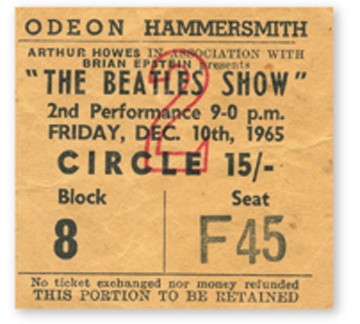 ODEON HAMMERSMITH
ARTHUR HOWES IN ASSOCIATION WITH
BRIAN EPSTEIN presents
"THE BEATLES SHOW"
2nd Performance 9-0 p.m.
FRIDAY, DEC. 10th, 1965
2
CIRCLE 15/-
Block Seat
8 F45
No ticket exchanged nor money refunded
THIS PORTION TO BE RETAINED